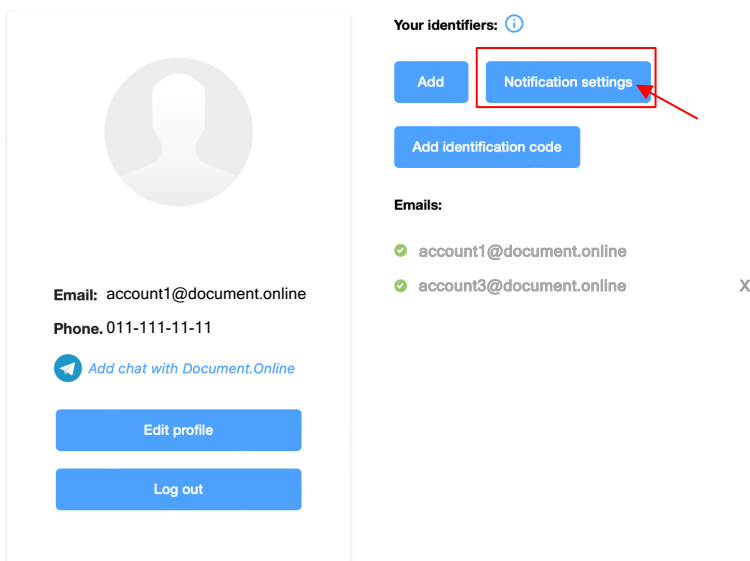 Your identifiers:
Add
Notification settings
Add identification code
Emails:
account1@document.online
account3@document.online X
Email: account1@document.online
Phone. 011-111-11-11
Add chat with Document.Online
Edit profile
Log out